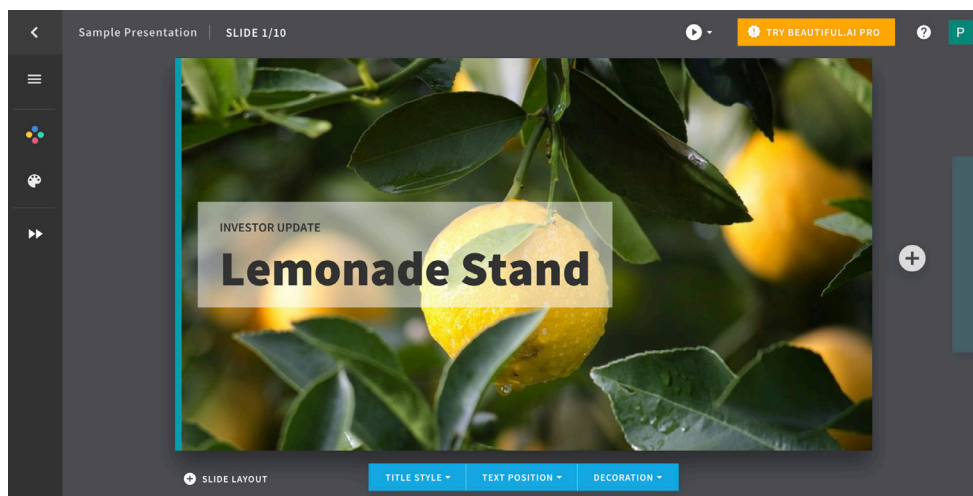 Sample Presentation SLIDE 1/10
TRY BEAUTIFUL.AI PRO
P
INVESTOR UPDATE
Lemonade Stand
SLIDE LAYOUT
TITLE STYLE
TEXT POSITION
DECORATION